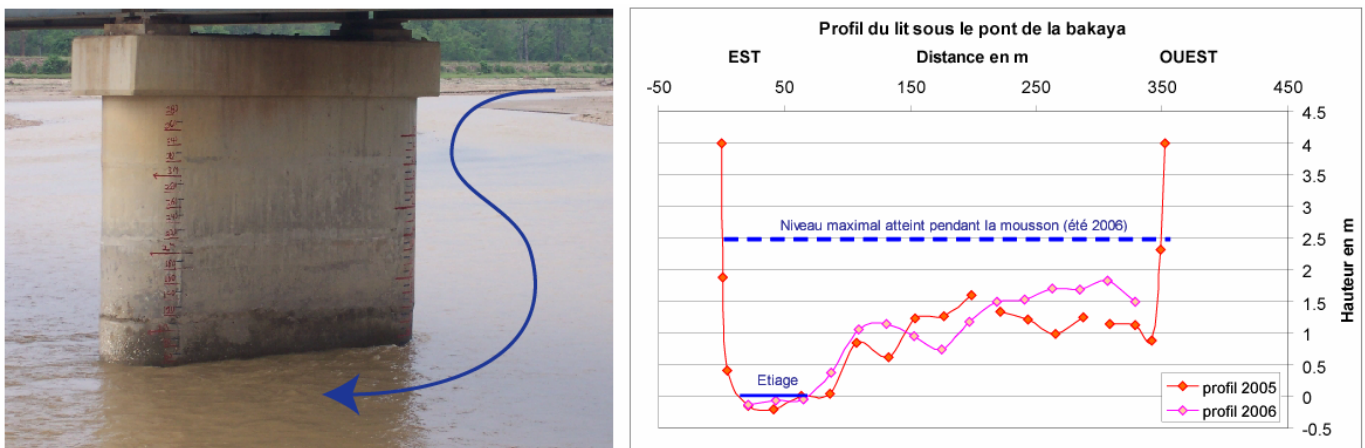 Profil du lit sous le pont de la bakaya
EST
Distance en m
OUEST
-50
50
150
250
350
450
4.5
4
3.5
3
2.5
2
1.5
1
0.5
0
-0.5
Hauteur en m
Niveau maximal atteint pendant la mousson (été 2006)
Etiage
profil 2005
profil 2006